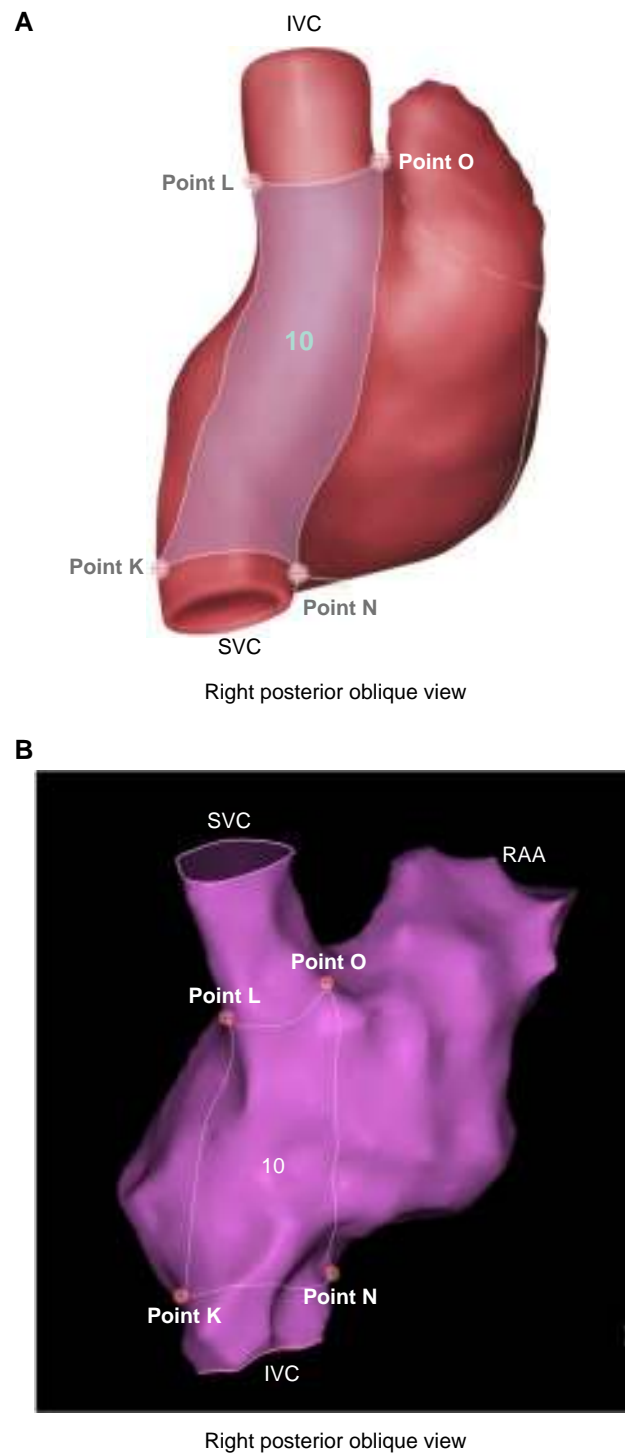 A
IVC
Point L
Point O
10
Point K
Point N
SVC
Right posterior oblique view
B
SVC
RAA
Point O
Point L
10
Point K
Point N
IVC
Right posterior oblique view